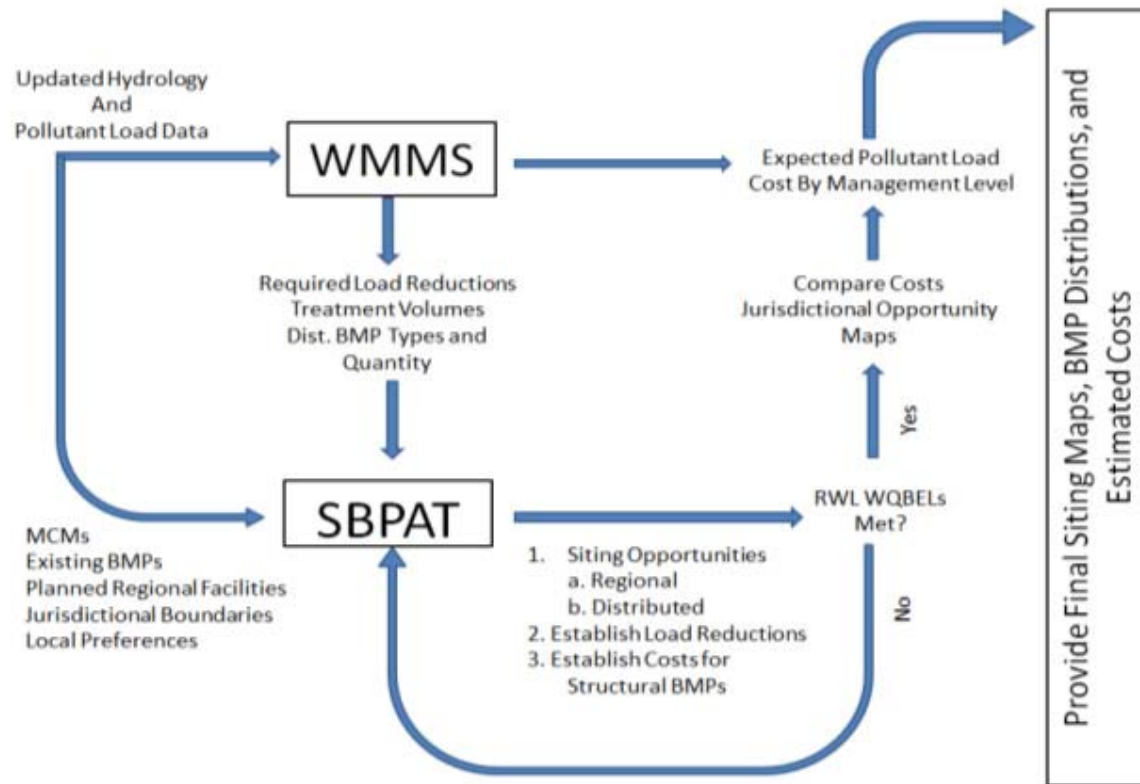 Updated Hydrology
And
Pollutant Load Data
WMMS
Expected Pollutant Load
Cost By Management Level
Required Load Reductions
Treatment Volumes
Dist. BMP Types and
Quantity
Compare Costs
Jurisdictional Opportunity
Maps
Yes
SBPAT
RWL WQBELs
Met?
No
MCMs
Existing BMPs
Planned Regional Facilities
Jurisdictional Boundaries
Local Preferences
1. Siting Opportunities
a. Regional
b. Distributed
2. Establish Load Reductions
3. Establish Costs for
Structural BMPs
Provide Final Siting Maps, BMP Distributions, and
Estimated Costs